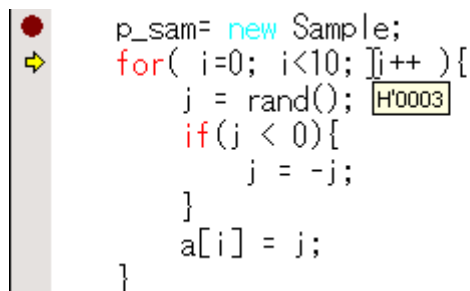 p_sam= new Sample;
for( i=0; i<10; i++ ){
j = rand();
H'0003
if(j < 0){
j = -j;
}
a[i] = j;
}